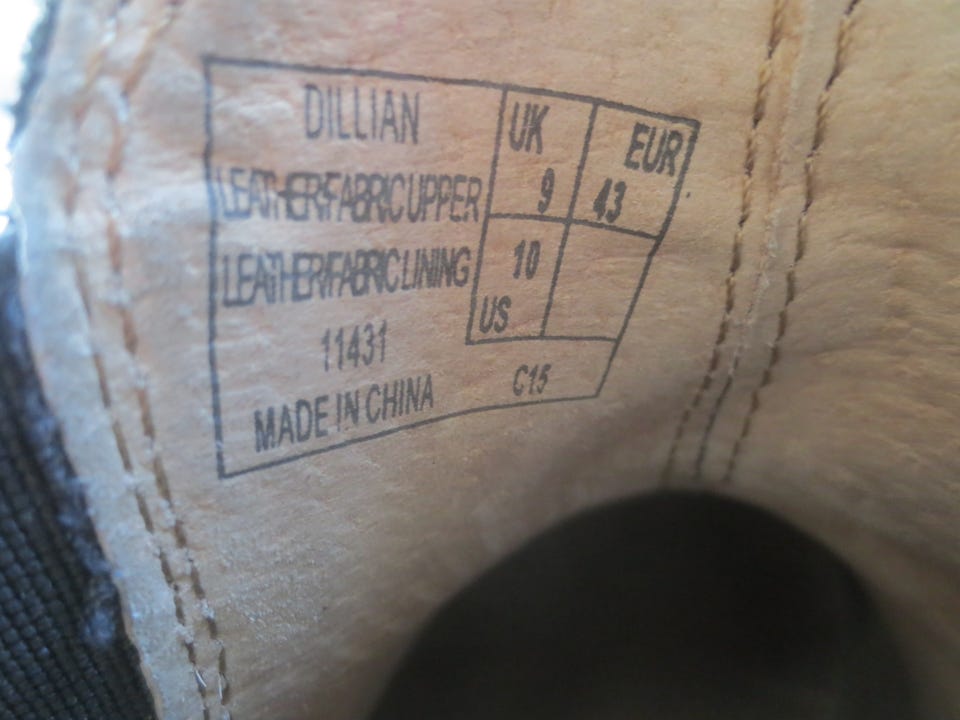 DILLIAN
LEATHER/FABRIC UPPER
LEATHER/FABRIC LINING
11431
MADE IN CHINA
UK
9
EUR
43
10
US
C15